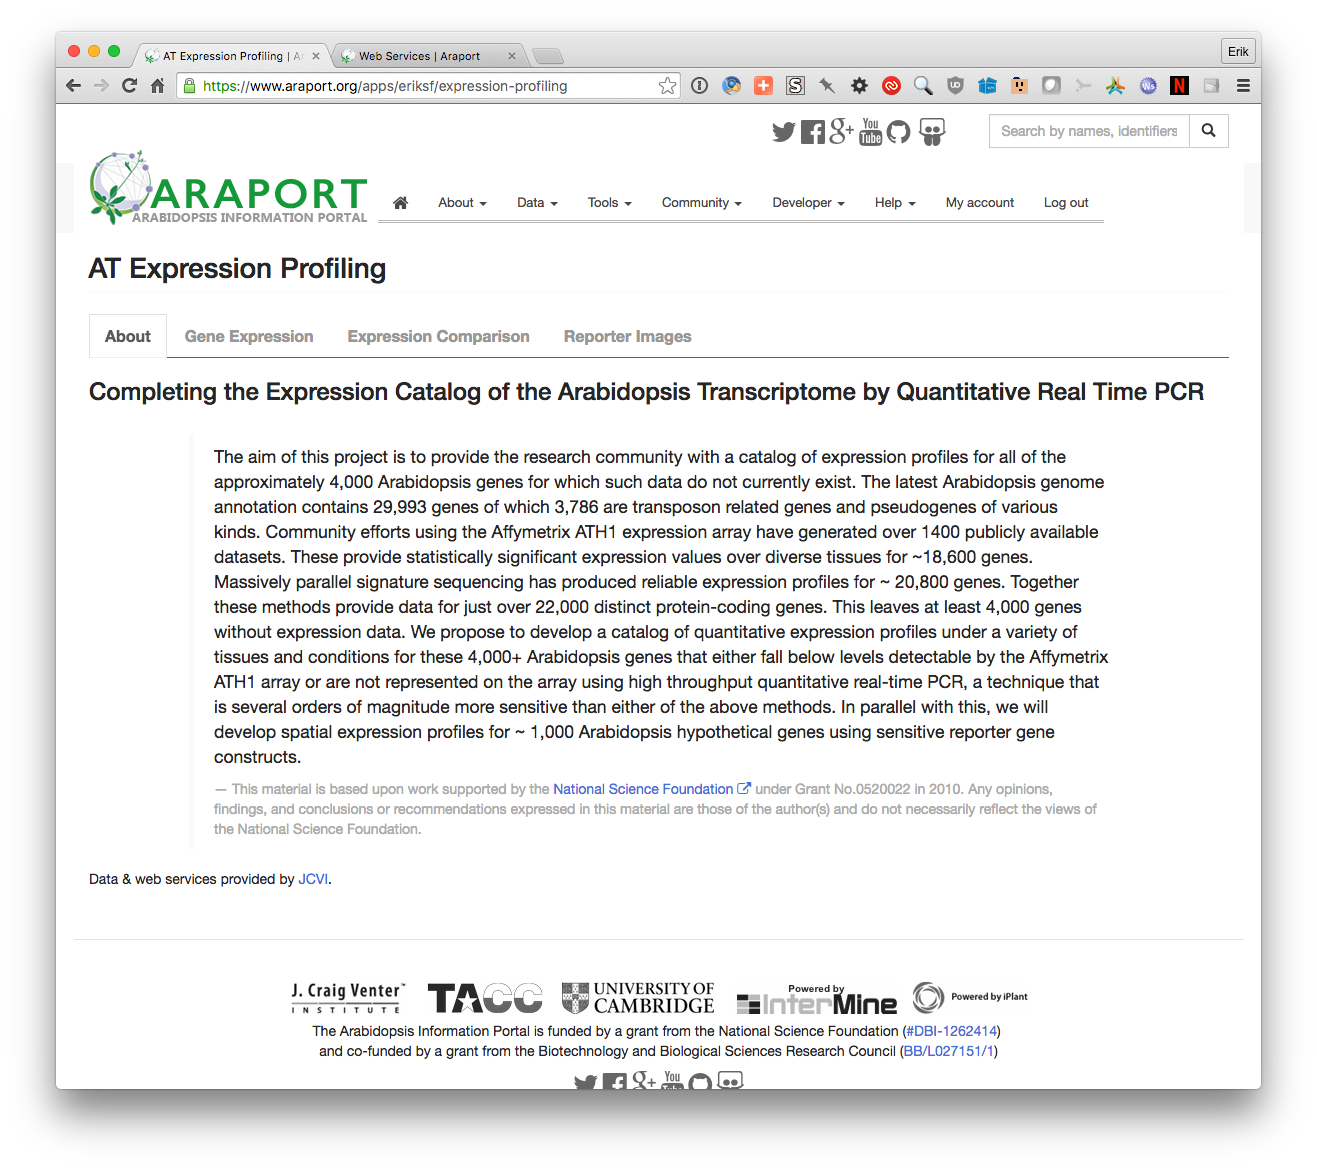 AT Expression Profiling | Ar
Web Services | Araport
Erik
https://www.araport.org/apps/eriksf/expression-profiling
Search by names, identifiers
ARAPORT
ARABIDOPSIS INFORMATION PORTAL
About
Data
Tools
Community
Developer
Help
My account
Log out
AT Expression Profiling
About
Gene Expression
Expression Comparison
Reporter Images
Completing the Expression Catalog of the Arabidopsis Transcriptome by Quantitative Real Time PCR
The aim of this project is to provide the research community with a catalog of expression profiles for all of the
approximately 4,000 Arabidopsis genes for which such data do not currently exist. The latest Arabidopsis genome
annotation contains 29,993 genes of which 3,786 are transposon related genes and pseudogenes of various
kinds. Community efforts using the Affymetrix ATH1 expression array have generated over 1400 publicly available
datasets. These provide statistically significant expression values over diverse tissues for ~18,600 genes.
Massively parallel signature sequencing has produced reliable expression profiles for ~ 20,800 genes. Together
these methods provide data for just over 22,000 distinct protein-coding genes. This leaves at least 4,000 genes
without expression data. We propose to develop a catalog of quantitative expression profiles under a variety of
tissues and conditions for these 4,000+ Arabidopsis genes that either fall below levels detectable by the Affymetrix
ATH1 array or are not represented on the array using high throughput quantitative real-time PCR, a technique that
is several orders of magnitude more sensitive than either of the above methods. In parallel with this, we will
develop spatial expression profiles for ~ 1,000 Arabidopsis hypothetical genes using sensitive reporter gene
constructs.
— This material is based upon work supported by the National Science Foundation under Grant No.0520022 in 2010. Any opinions,
findings, and conclusions or recommendations expressed in this material are those of the author(s) and do not necessarily reflect the views of
the National Science Foundation.
Data & web services provided by JCVI.
J. Craig Venter™
INSTITUTE
TACC
UNIVERSITY OF
CAMBRIDGE
Powered by
InterMine
Powered by iPlant
The Arabidopsis Information Portal is funded by a grant from the National Science Foundation (#DBI-1262414)
and co-funded by a grant from the Biotechnology and Biological Sciences Research Council (BB/L027151/1)